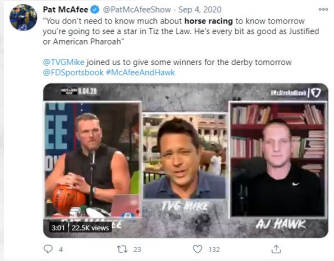 Pat McAfee @PatMcAfeeShow · Sep 4, 2020
"You don't need to know much about horse racing to know tomorrow
you're going to see a star in Tiz the Law. He's every bit as good as Justified
or American Pharoah"
@TVGMike joined us to give some winners for the derby tomorrow
@FDSportsbook #McAfeeAndHawk
#McAfeeAndHawk
3:01 22.5K views
TVG MIKE
AJ HAWK
4 23 132